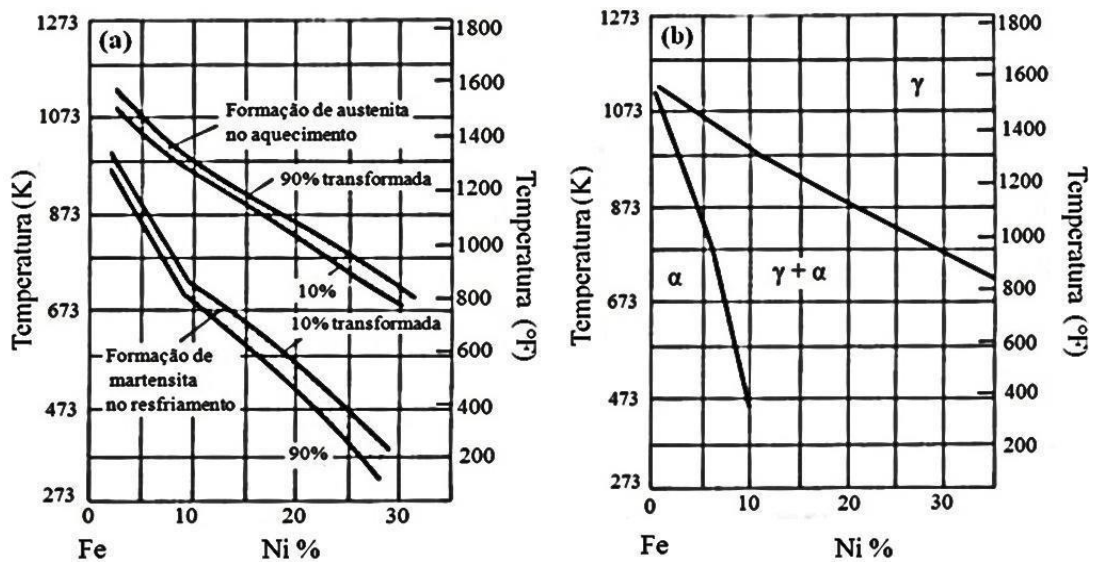 (a)
1273
1073
873
673
473
273
Temperatura (K)
1800
1600
1400
1200
1000
800
600
400
200
Temperatura (°F)
Formação de austenita
no aquecimento
90% transformada
10%
10% transformada
Formação de
martensita
no resfriamento
90%
0
10
20
30
Fe
Ni %
(b)
1273
1073
873
673
473
273
Temperatura (K)
1800
1600
1400
1200
1000
800
600
400
200
Temperatura (°F)
γ
α
γ + α
0
10
20
30
Fe
Ni %